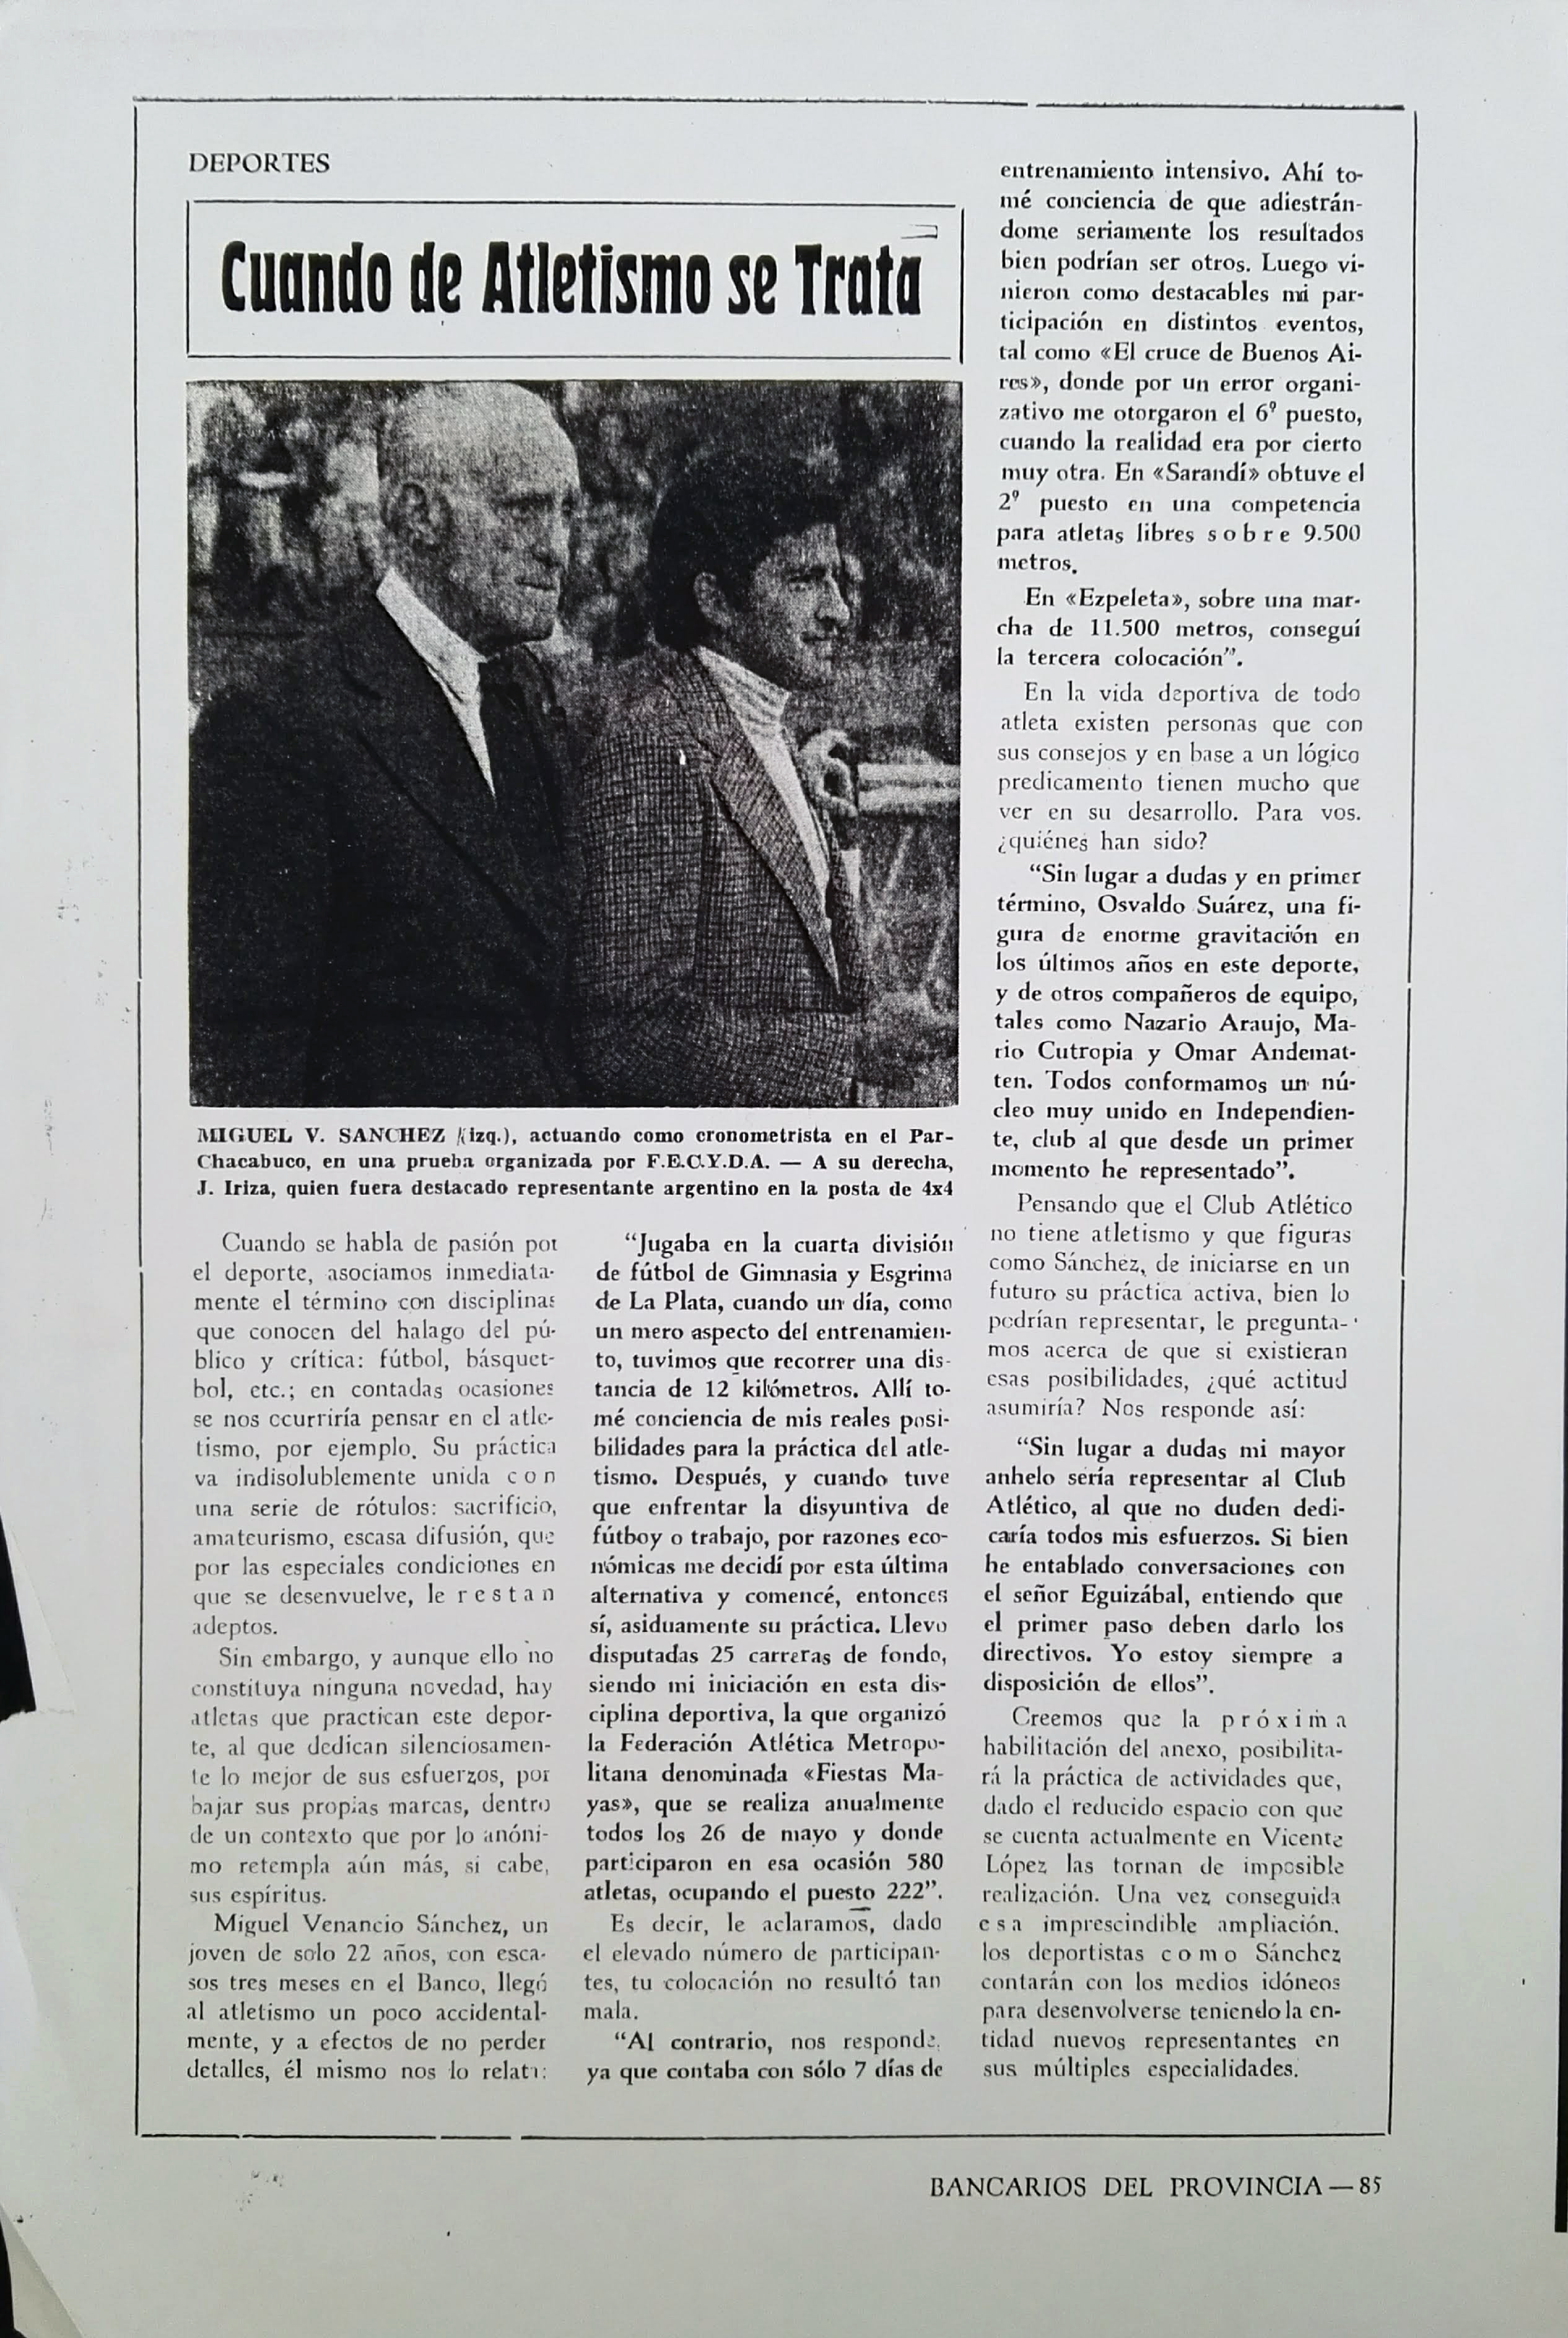 DEPORTES
Cuando de Atletismo se Trata
MIGUEL V. SANCHEZ (izq.), actuando como cronometrista en el Par-
Chacabuco, en una prueba organizada por F.E.C.Y.D.A. — A su derecha,
J. Iriza, quien fuera destacado representante argentino en la posta de 4x4
Cuando se habla de pasión por
el deporte, asociamos inmediata-
mente el término con disciplinas
que conocen del halago del pú-
blico y crítica: fútbol, básquet-
bol, etc.; en contadas ocasiones
se nos ocurriría pensar en el atle-
tismo, por ejemplo. Su práctica
va indisolublemente unida con
una serie de rótulos: sacrificio,
amateurismo, escasa difusión, que
por las especiales condiciones en
que se desenvuelve, le restan
adeptos.
Sin embargo, y aunque ello no
constituya ninguna novedad, hay
atletas que practican este depor-
te, al que dedican silenciosamen-
te lo mejor de sus esfuerzos, por
bajar sus propias marcas, dentro
de un contexto que por lo anóni-
mo retempla aún más, si cabe,
sus espíritus.
Miguel Venancio Sánchez, un
joven de solo 22 años, con esca-
sos tres meses en el Banco, llegó
al atletismo un poco accidental-
mente, y a efectos de no perder
detalles, él mismo nos lo relata:
“Jugaba en la cuarta división
de fútbol de Gimnasia y Esgrima
de La Plata, cuando un día, como
un mero aspecto del entrenamien-
to, tuvimos que recorrer una dis-
tancia de 12 kilómetros. Allí to-
mé conciencia de mis reales posi-
bilidades para la práctica del atle-
tismo. Después, y cuando tuve
que enfrentar la disyuntiva de
fútboy o trabajo, por razones eco-
nómicas me decidí por esta última
alternativa y comencé, entonces
sí, asiduamente su práctica. Llevo
disputadas 25 carreras de fondo,
siendo mi iniciación en esta dis-
ciplina deportiva, la que organizó
la Federación Atlética Metropo-
litana denominada «Fiestas Ma-
yas», que se realiza anualmente
todos los 26 de mayo y donde
participaron en esa ocasión 580
atletas, ocupando el puesto 222”.
Es decir, le aclaramos, dado
el elevado número de participan-
tes, tu colocación no resultó tan
mala.
“Al contrario, nos responde,
ya que contaba con sólo 7 días de
entrenamiento intensivo. Ahí to-
mé conciencia de que adiestrán-
dome seriamente los resultados
bien podrían ser otros. Luego vi-
nieron como destacables mi par-
ticipación en distintos eventos,
tal como «El cruce de Buenos Ai-
res», donde por un error organi-
zativo me otorgaron el 6º puesto,
cuando la realidad era por cierto
muy otra. En «Sarandí» obtuve el
2º puesto en una competencia
para atletas libres sobre 9.500
metros.
En «Ezpeleta», sobre una mar-
cha de 11.500 metros, conseguí
la tercera colocación”.
En la vida deportiva de todo
atleta existen personas que con
sus consejos y en base a un lógico
predicamento tienen mucho que
ver en su desarrollo. Para vos.
¿quiénes han sido?
“Sin lugar a dudas y en primer
término, Osvaldo Suárez, una fi-
gura de enorme gravitación en
los últimos años en este deporte,
y de otros compañeros de equipo,
tales como Nazario Araujo, Ma-
rio Cutropia y Omar Andemat-
ten. Todos conformamos un nú-
cleo muy unido en Independien-
te, club al que desde un primer
momento he representado”.
Pensando que el Club Atlético
no tiene atletismo y que figuras
como Sánchez, de iniciarse en un
futuro su práctica activa, bien lo
podrían representar, le pregunta-
mos acerca de que si existieran
esas posibilidades, ¿qué actitud
asumiría? Nos responde así:
“Sin lugar a dudas mi mayor
anhelo sería representar al Club
Atlético, al que no duden dedi-
caría todos mis esfuerzos. Si bien
he entablado conversaciones con
el señor Eguizábal, entiendo que
el primer paso deben darlo los
directivos. Yo estoy siempre a
disposición de ellos”.
Creemos que la próxima
habilitación del anexo, posibilita-
rá la práctica de actividades que,
dado el reducido espacio con que
se cuenta actualmente en Vicente
López las tornan de imposible
realización. Una vez conseguida
esa imprescindible ampliación.
los deportistas como Sánchez
contarán con los medios idóneos
para desenvolverse teniendo la en-
tidad nuevos representantes en
sus múltiples especialidades.
BANCARIOS DEL PROVINCIA — 85